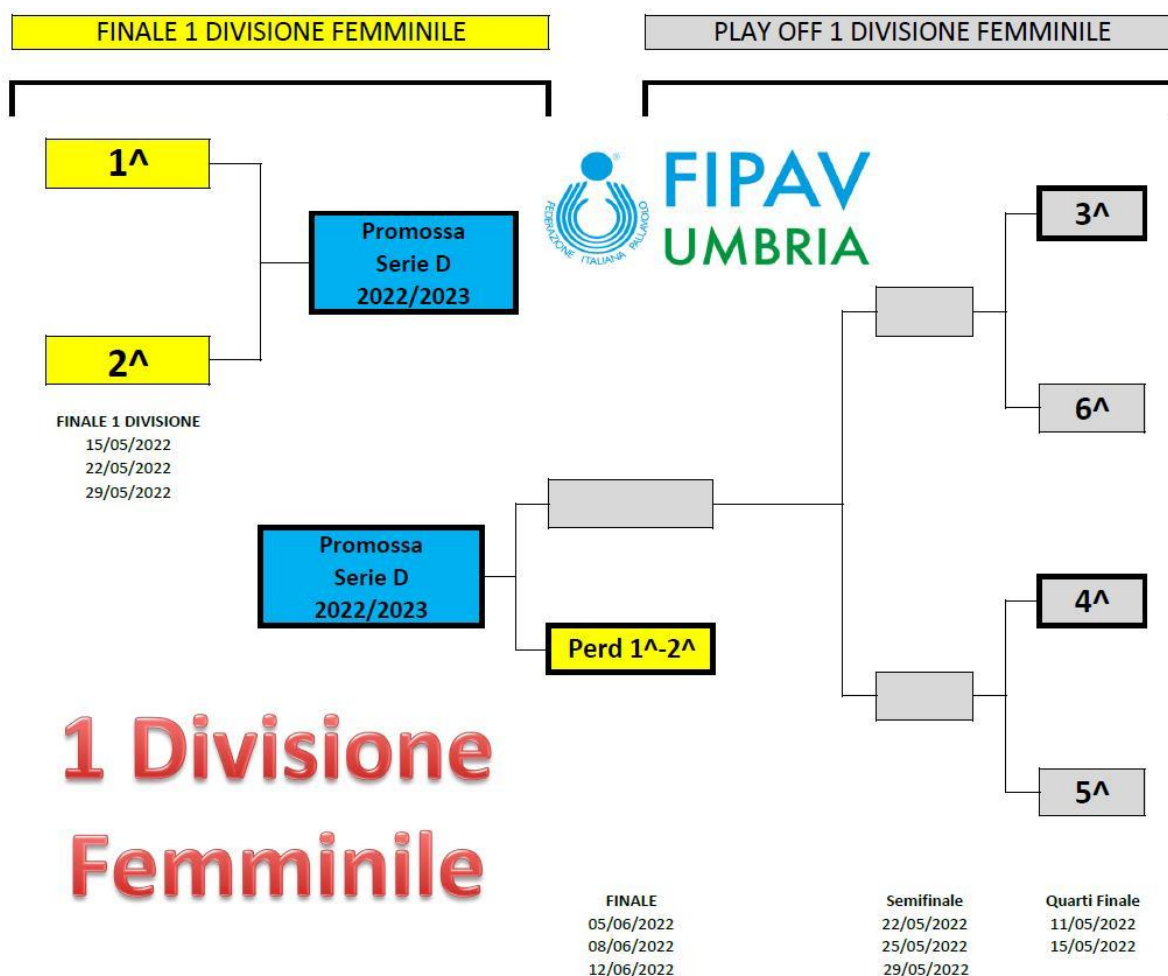 FINALE 1 DIVISIONE FEMMINILE
PLAY OFF 1 DIVISIONE FEMMINILE
1^
2^
Promossa
Serie D
2022/2023
FINALE 1 DIVISIONE
15/05/2022
22/05/2022
29/05/2022
FEDERAZIONE ITALIANA PALLAVOLO
®
FIPAV
UMBRIA
3^
6^
4^
5^
Promossa
Serie D
2022/2023
Perd 1^-2^
1 Divisione
Femminile
FINALE
05/06/2022
08/06/2022
12/06/2022
Semifinale
22/05/2022
25/05/2022
29/05/2022
Quarti Finale
11/05/2022
15/05/2022